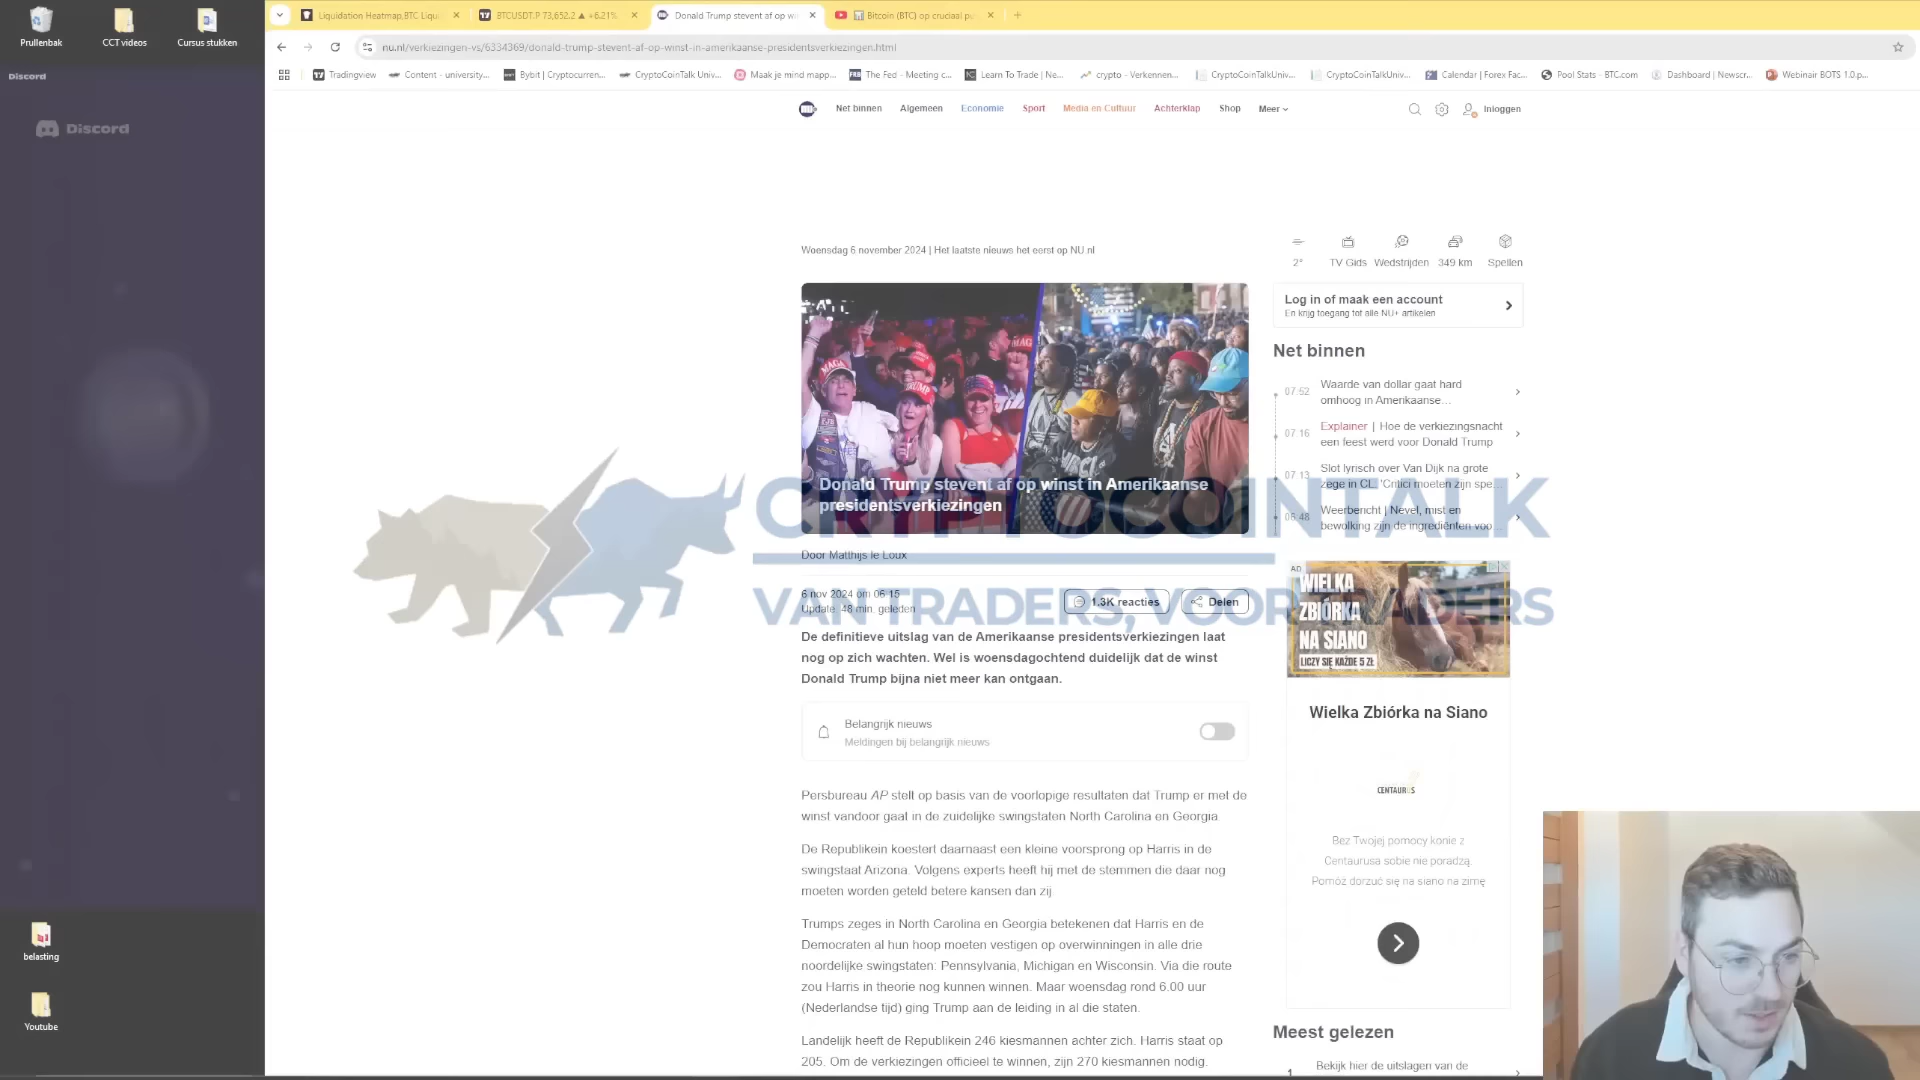 Prullenbak
CCT videos
Cursus stukken
Discord
Discord
belasting
Youtube
Liquidation Heatmap,BTC Liqui
BTCUSDT.P 73,652.2 ▲ +6.21%
Donald Trump stevent af op wi
Bitcoin (BTC) op cruciaal pu
nu.nl/verkiezingen-vs/6334369/donald-trump-stevent-af-op-winst-in-amerikaanse-presidentsverkiezingen.html
Tradingview
Content - university...
Bybit | Cryptocurren...
CryptoCoinTalk Univ...
Maak je mind mapp...
The Fed - Meeting c...
Learn To Trade | Ne...
crypto - Verkennen...
CryptoCoinTalkUniv...
CryptoCoinTalkUniv...
Calendar | Forex Fac...
Pool Stats - BTC.com
Dashboard | Newscr...
Webinair BOTS 1.0.p...
Net binnen
Algemeen
Economie
Sport
Media en Cultuur
Achterklap
Shop
Meer
Inloggen
Woensdag 6 november 2024 | Het laatste nieuws het eerst op NU.nl
2°
TV Gids
Wedstrijden
349 km
Spellen
MAGA
TRUMP
MAG
Donald Trump stevent af op winst in Amerikaanse
presidentsverkiezingen
CRYPTOCOINTALK
VAN TRADERS, VOOR TRADERS
Door Matthijs le Loux
6 nov 2024 om 06:15
Update: 48 min. geleden
1.3K reacties
Delen
De definitieve uitslag van de Amerikaanse presidentsverkiezingen laat
nog op zich wachten. Wel is woensdagochtend duidelijk dat de winst
Donald Trump bijna niet meer kan ontgaan.
Belangrijk nieuws
Meldingen bij belangrijk nieuws
Persbureau AP stelt op basis van de voorlopige resultaten dat Trump er met de
winst vandoor gaat in de zuidelijke swingstaten North Carolina en Georgia.
De Republikein koestert daarnaast een kleine voorsprong op Harris in de
swingstaat Arizona. Volgens experts heeft hij met de stemmen die daar nog
moeten worden geteld betere kansen dan zij.
Trumps zeges in North Carolina en Georgia betekenen dat Harris en de
Democraten al hun hoop moeten vestigen op overwinningen in alle drie
noordelijke swingstaten: Pennsylvania, Michigan en Wisconsin. Via die route
zou Harris in theorie nog kunnen winnen. Maar woensdag rond 6.00 uur
(Nederlandse tijd) ging Trump aan de leiding in al die staten.
Landelijk heeft de Republikein 246 kiesmannen achter zich. Harris staat op
205. Om de verkiezingen officieel te winnen, zijn 270 kiesmannen nodig.
Log in of maak een account
En krijg toegang tot alle NU+ artikelen
Net binnen
07:52
Waarde van dollar gaat hard
omhoog in Amerikaanse...
07:16
Explainer | Hoe de verkiezingsnacht
een feest werd voor Donald Trump
07:13
Slot lyrisch over Van Dijk na grote
zege in CL: 'Critici moeten zijn spe...
06:48
Weerbericht | Nevel, mist en
bewolking zijn de ingrediënten voo...
AD
WIELKA
ZBIÓRKA
NA SIANO
LICZY SIĘ KAŻDE 5 ZŁ
Wielka Zbiórka na Siano
CENTAURUS
Bez Twojej pomocy konie z
Centaurusa sobie nie poradzą.
Pomóż dorzuć się na siano na zimę
Meest gelezen
1
Bekijk hier de uitslagen van de